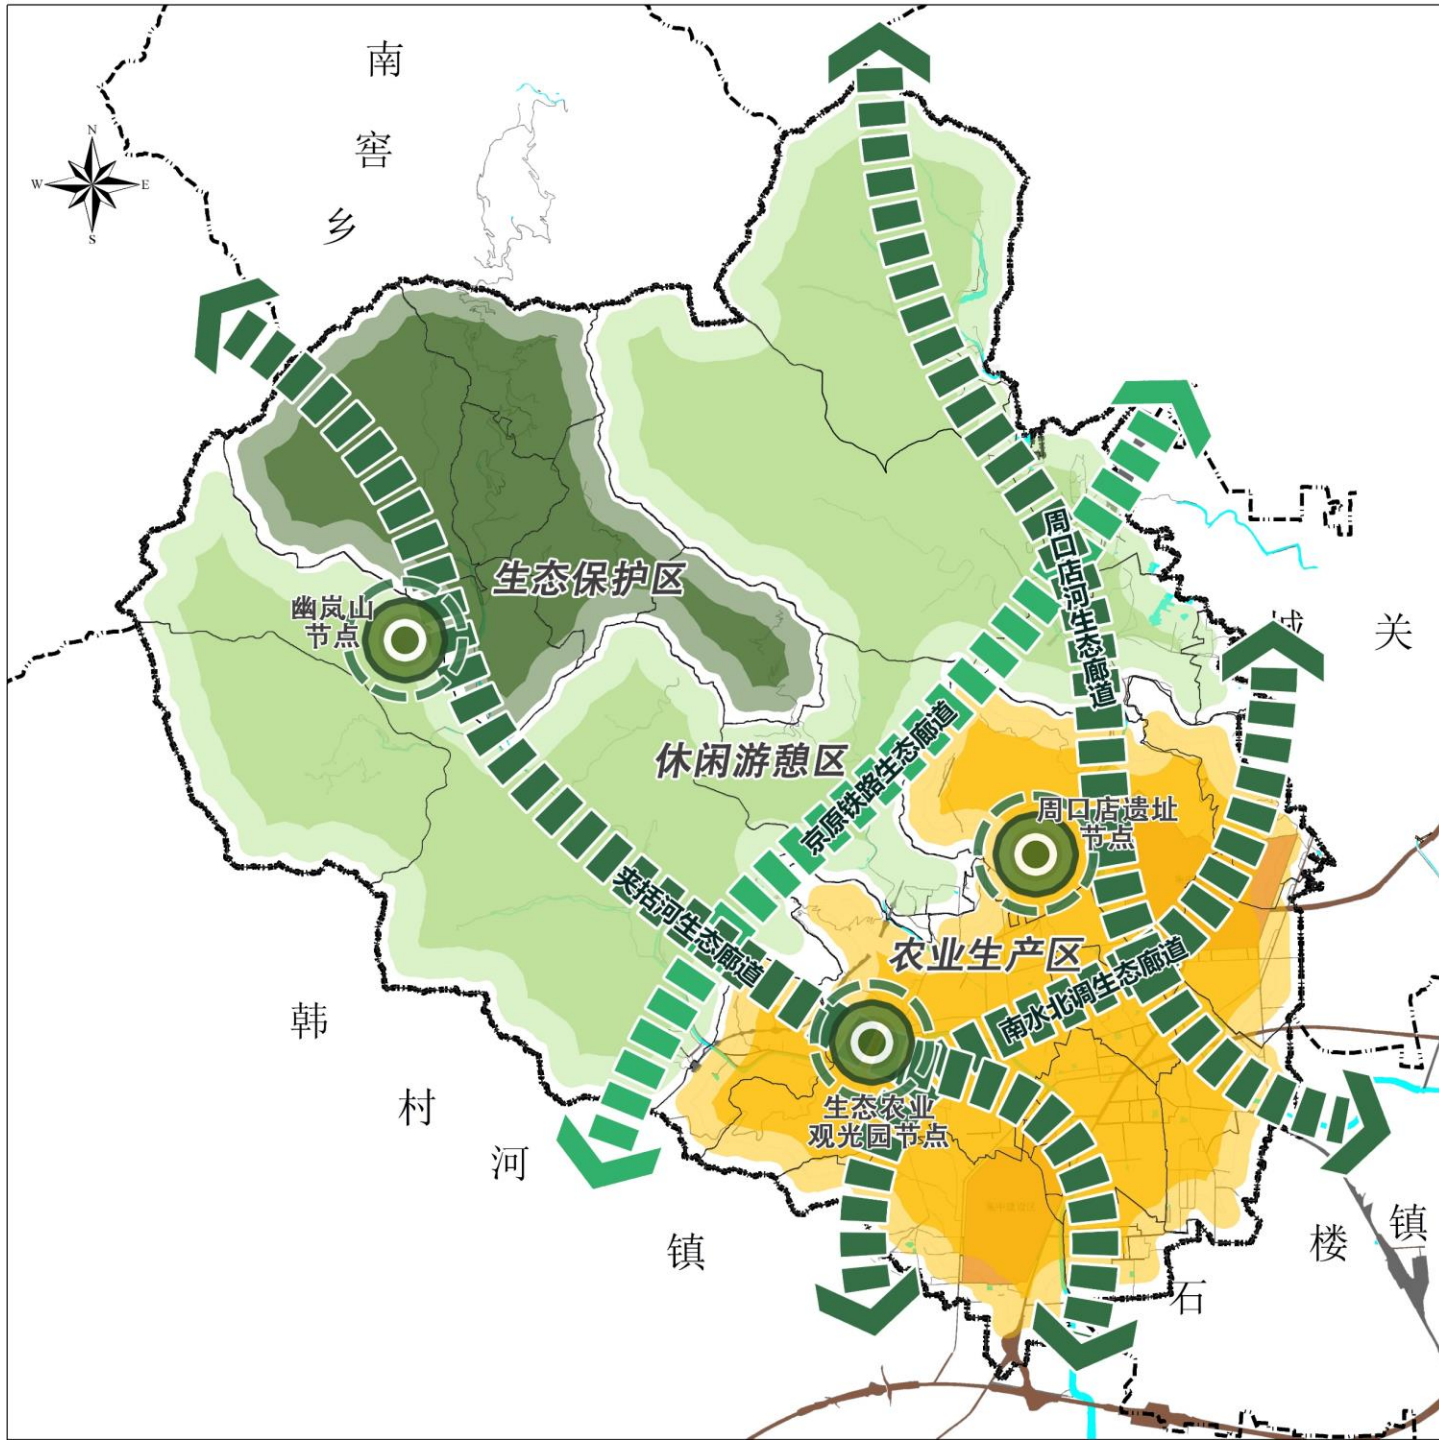 南
窖
乡
N
W
E
S
生态保护区
幽岚山
节点
周口店河生态廊道
城
关
休闲游憩区
京原铁路生态廊道
周口店遗址
节点
夹括河生态廊道
农业生产区
南水北调生态廊道
生态农业
观光园节点
韩
村
河
镇
石
楼
镇